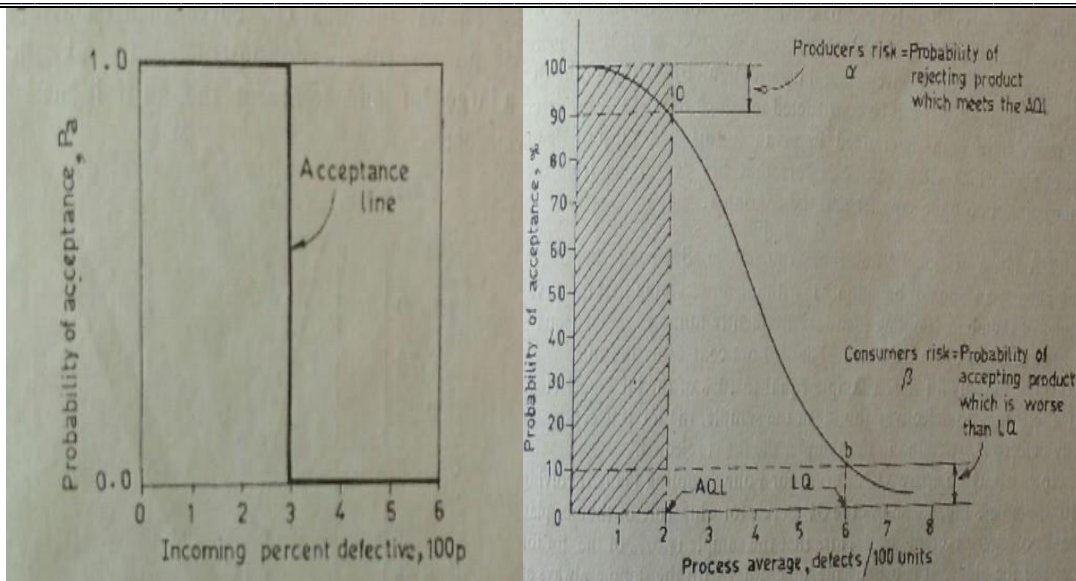 1.0
0.0
Probability of acceptance, Pa
Acceptance
line
0 1 2 3 4 5 6
Incoming percent defective, 100p
Probability of acceptance, %
100
90
80
70
60
50
40
30
20
10
0
Producers risk = Probability of
α rejecting product
which meets the AQL
Consumers risk = Probability of
β accepting product
which is worse
than LQ
b
AQL LQ
1 2 3 4 5 6 7 8
Process average, defects/100 units